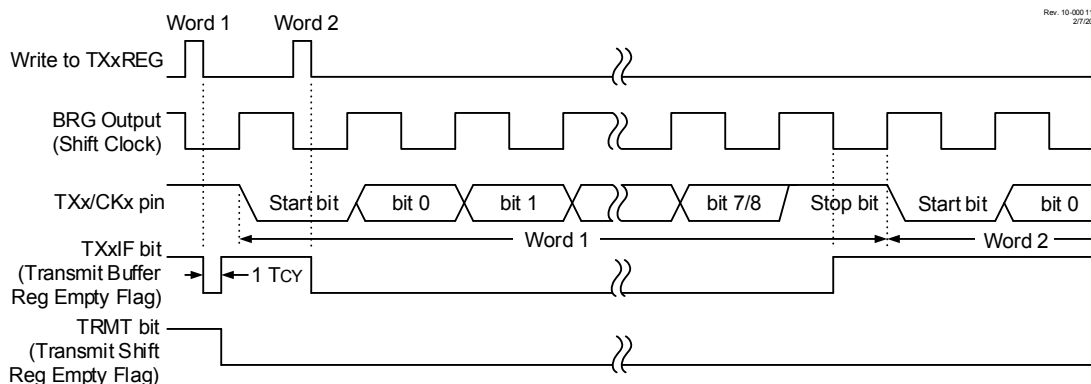 Rev. 10-000 11
2/7/20
Word 1
Word 2
Write to TXxREG
BRG Output
(Shift Clock)
TXx/CKx pin
Start bit
bit 0
bit 1
bit 7/8
Stop bit
Start bit
bit 0
Word 1
Word 2
TXxIF bit
(Transmit Buffer
Reg Empty Flag)
1 TCY
TRMT bit
(Transmit Shift
Reg Empty Flag)